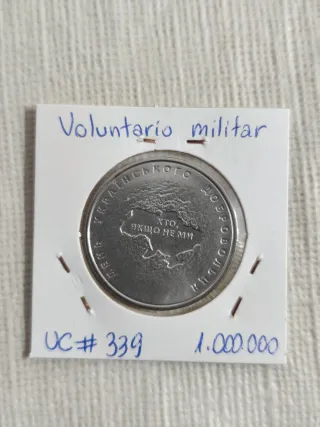 Voluntario militar
ДЕНЬ УКРАЇНСЬКОГО ДОБРОВОЛЬЦЯ
ХТО,
ЯКЩО НЕ МИ
UC# 339 1.000.000